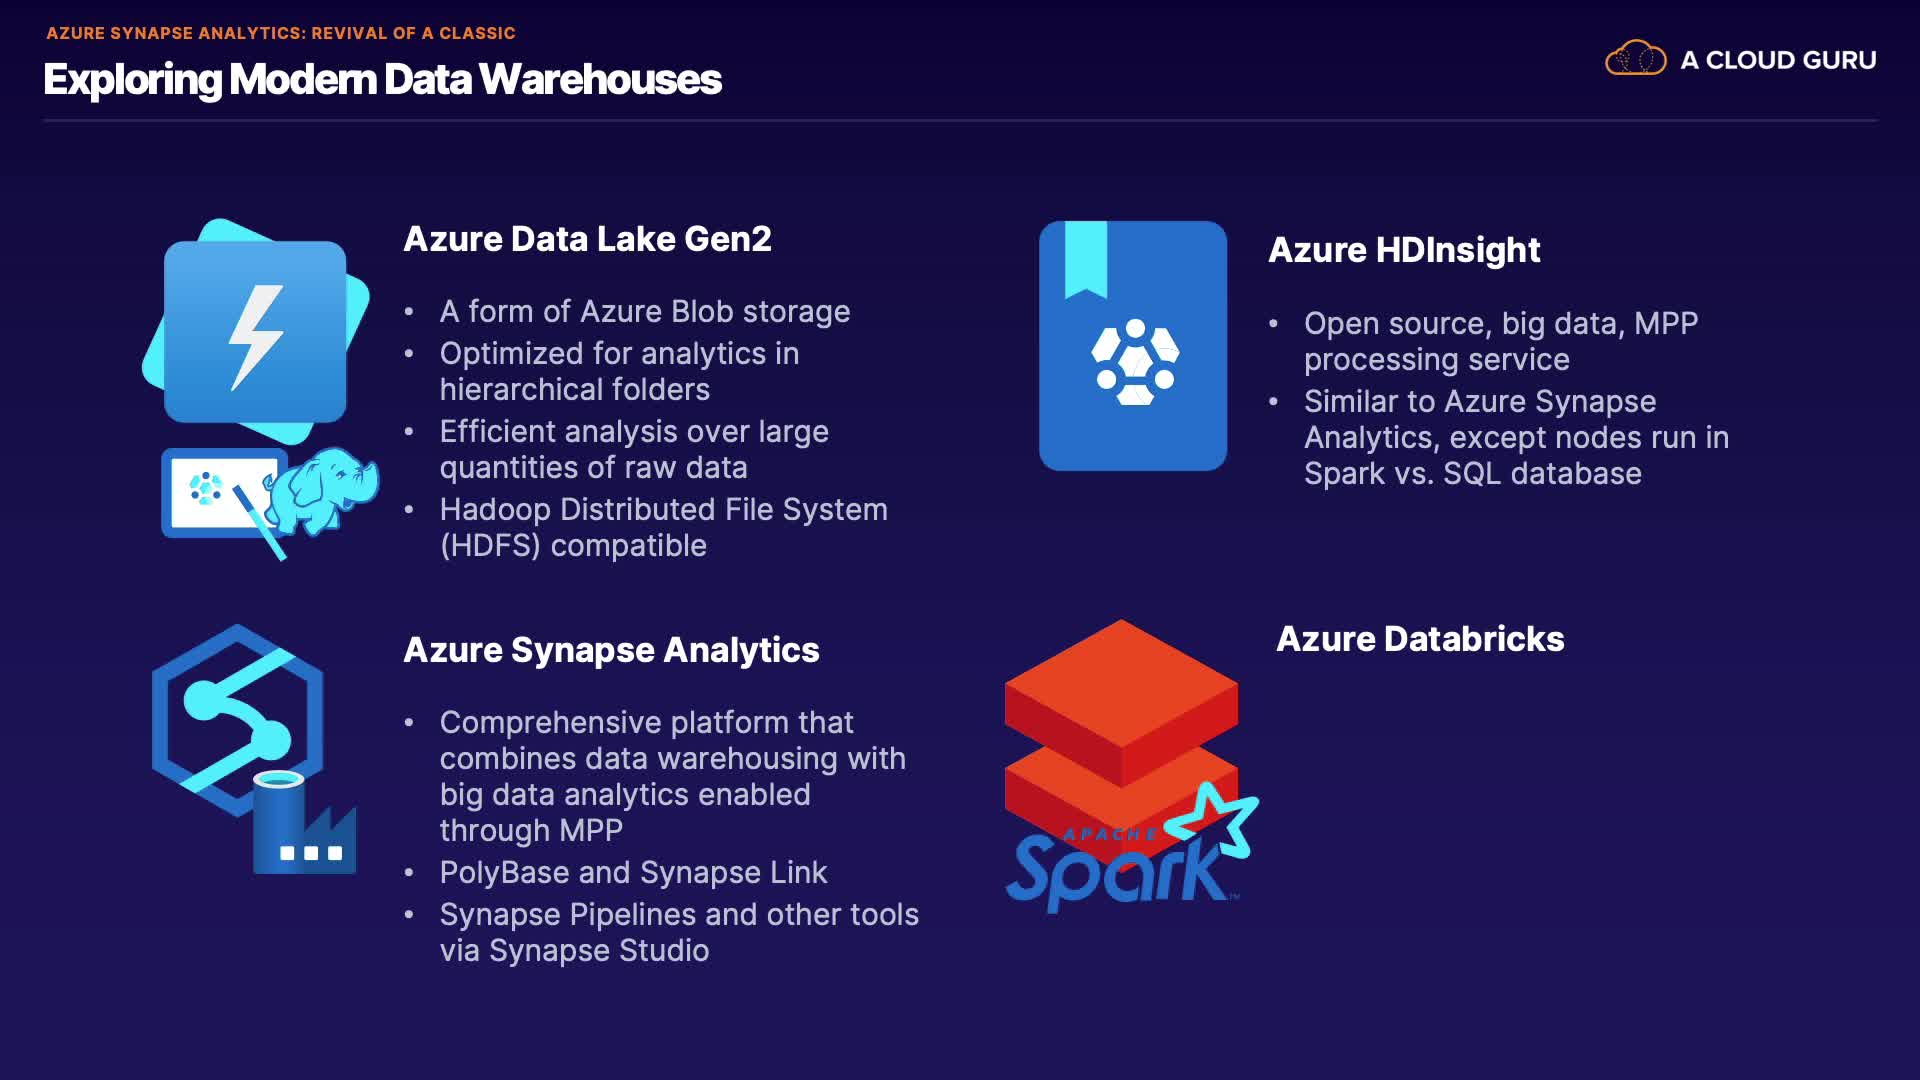 AZURE SYNAPSE ANALYTICS: REVIVAL OF A CLASSIC
Exploring Modern Data Warehouses
A CLOUD GURU
Azure Data Lake Gen2
• A form of Azure Blob storage
• Optimized for analytics in
hierarchical folders
• Efficient analysis over large
quantities of raw data
• Hadoop Distributed File System
(HDFS) compatible
Azure HDInsight
• Open source, big data, MPP
processing service
• Similar to Azure Synapse
Analytics, except nodes run in
Spark vs. SQL database
Azure Synapse Analytics
• Comprehensive platform that
combines data warehousing with
big data analytics enabled
through MPP
• PolyBase and Synapse Link
• Synapse Pipelines and other tools
via Synapse Studio
Azure Databricks
APACHE
Spark™